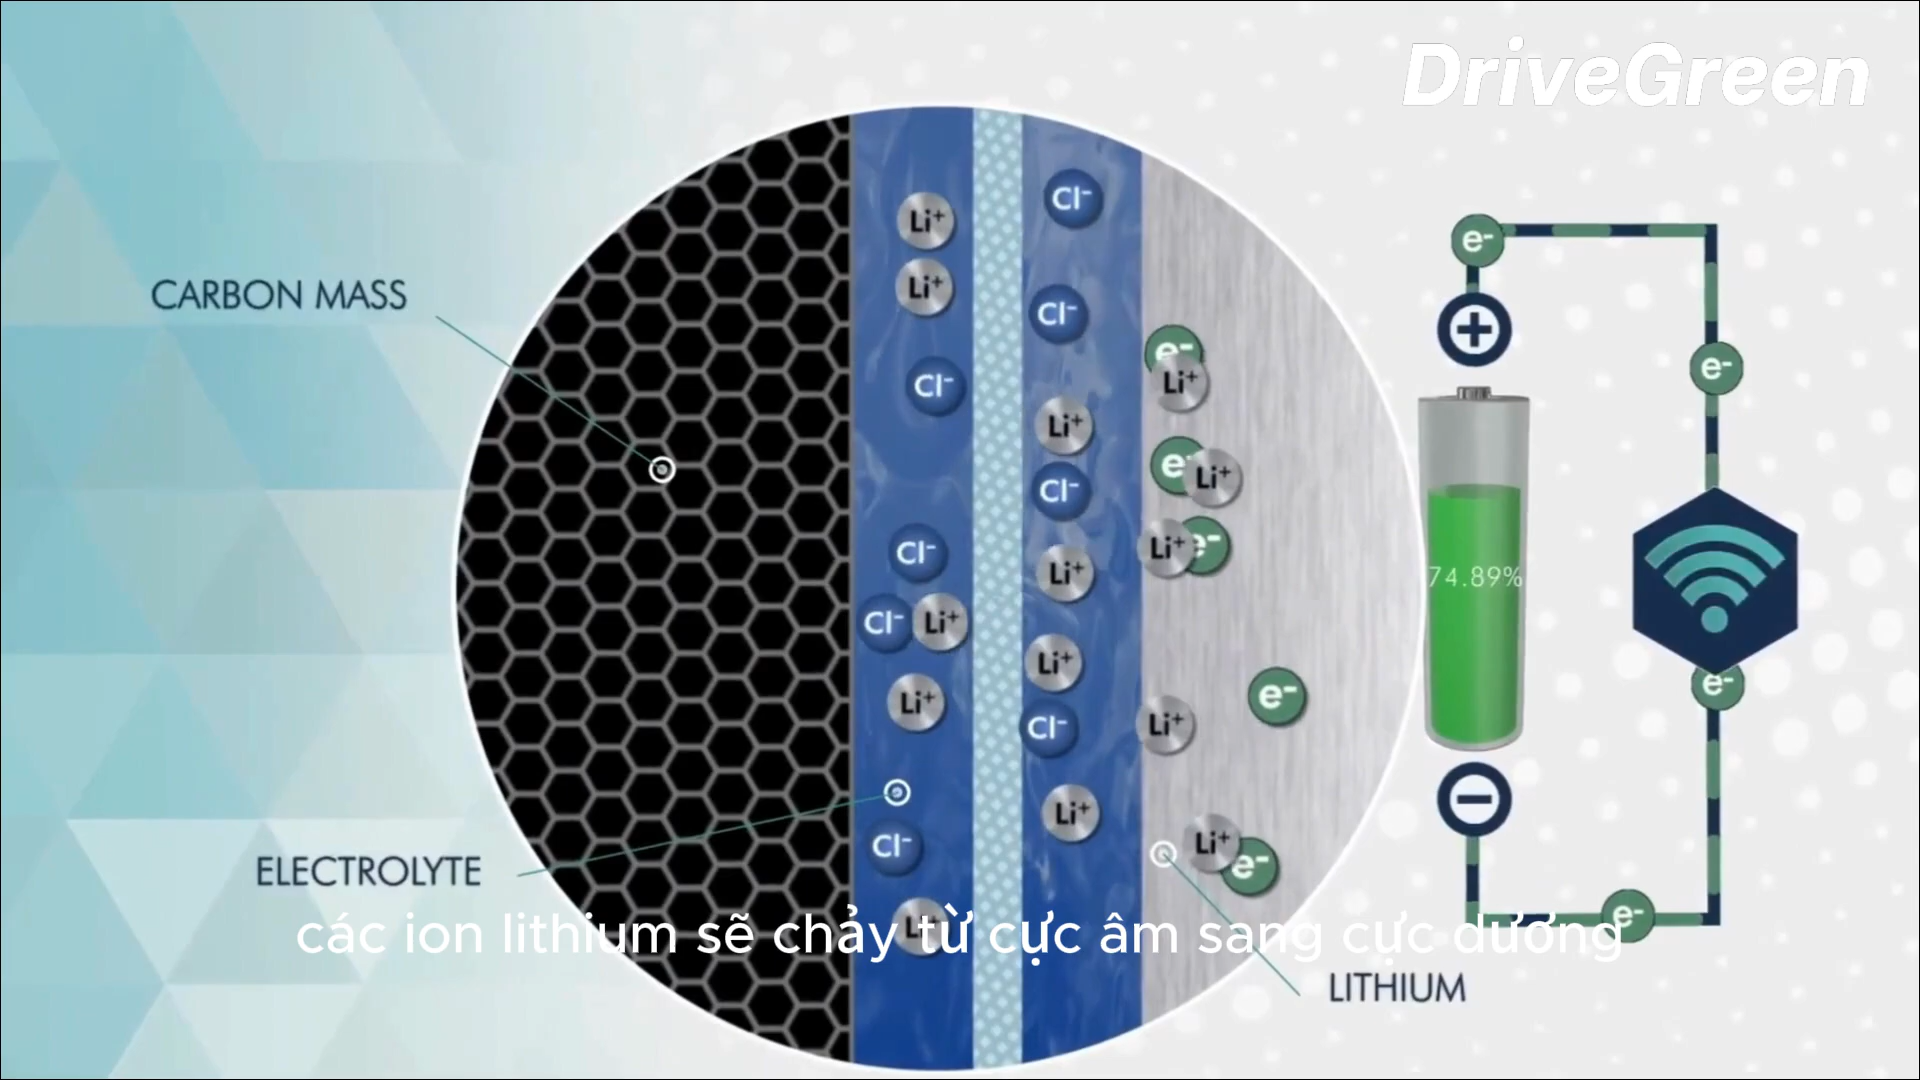 DriveGreen
CARBON MASS
ELECTROLYTE
LITHIUM
Li⁺
Li⁺
Cl⁻
Cl⁻
Cl⁻
Li⁺
Li⁺
Cl⁻
Li⁺
Cl⁻
Cl⁻
Li⁺
Cl⁻
Li⁺
Li⁺
Cl⁻
Li⁺
e⁻
Li⁺
e⁻
Li⁺
Li⁺
e⁻
e⁻
Li⁺
Li⁺
e⁻
e⁻
+
e⁻
74.89%
e⁻
−
e⁻
các ion lithium sẽ chảy từ cực âm sang cực dương